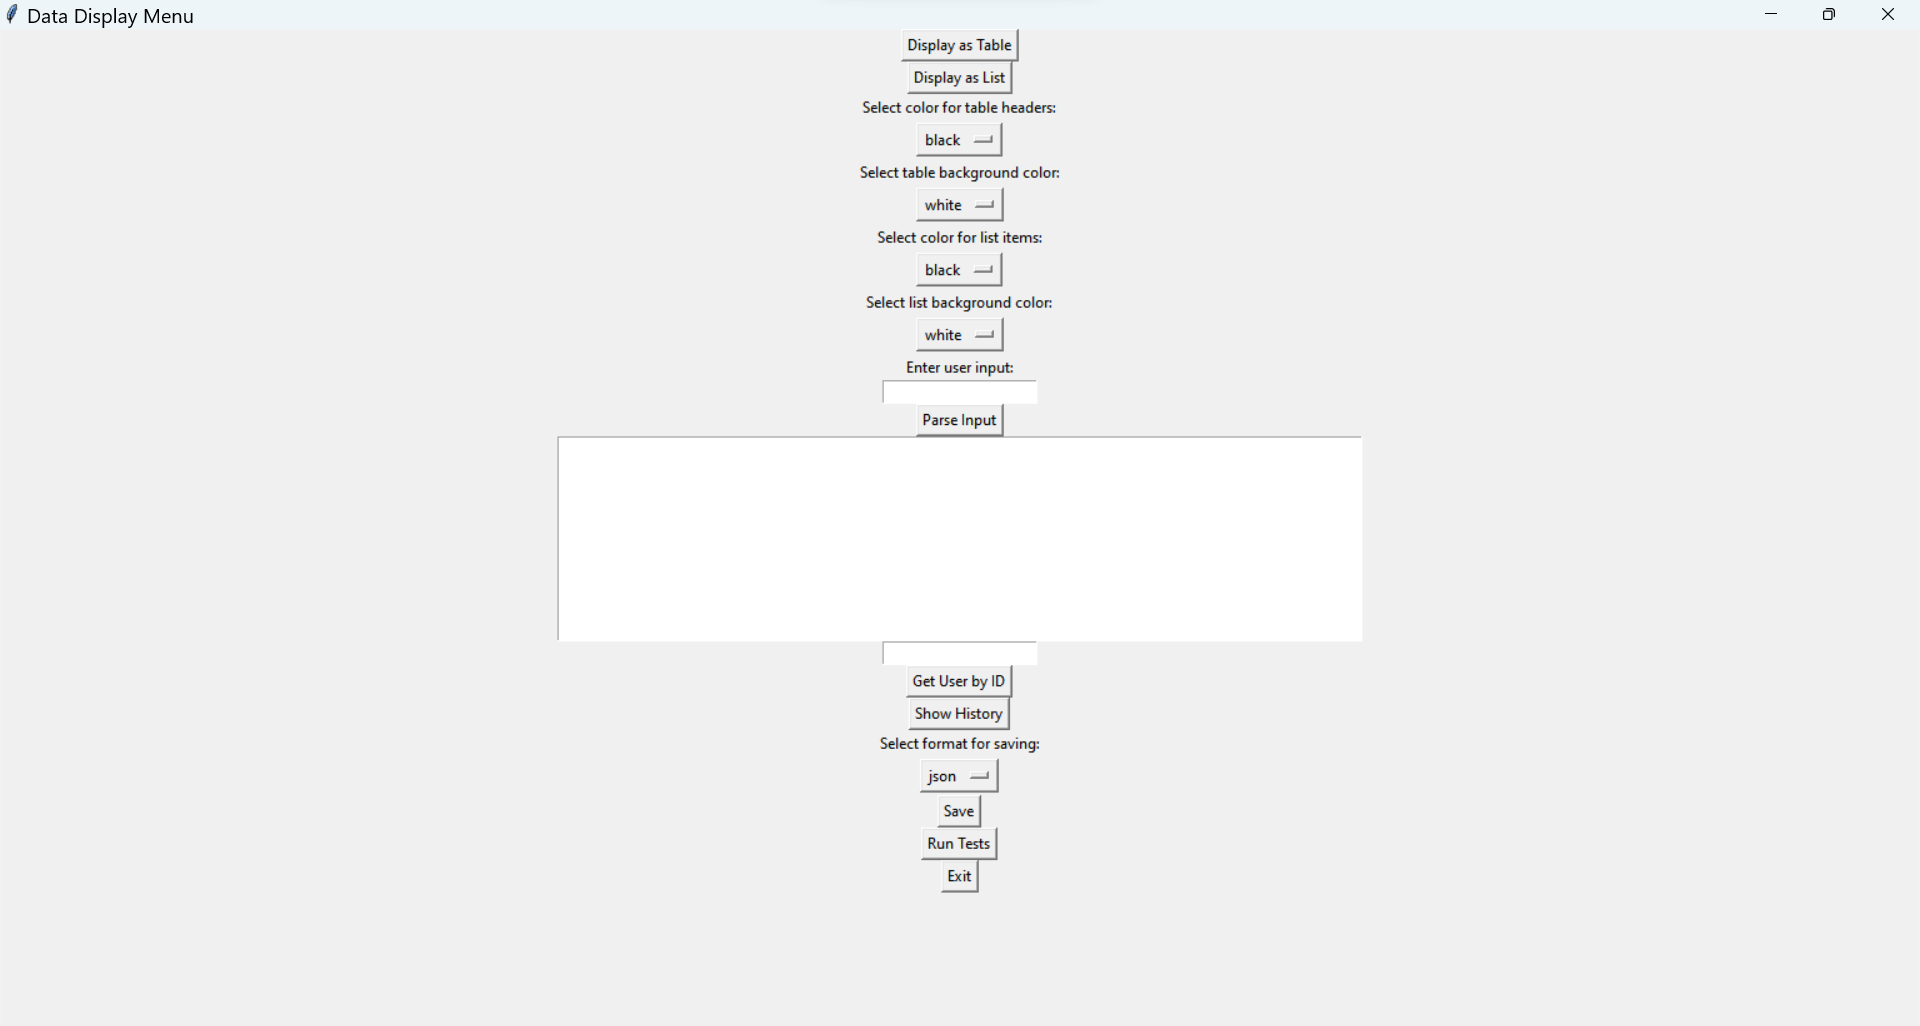 Data Display Menu
Display as Table
Display as List
Select color for table headers:
black
Select table background color:
white
Select color for list items:
black
Select list background color:
white
Enter user input:
Parse Input
Get User by ID
Show History
Select format for saving:
json
Save
Run Tests
Exit